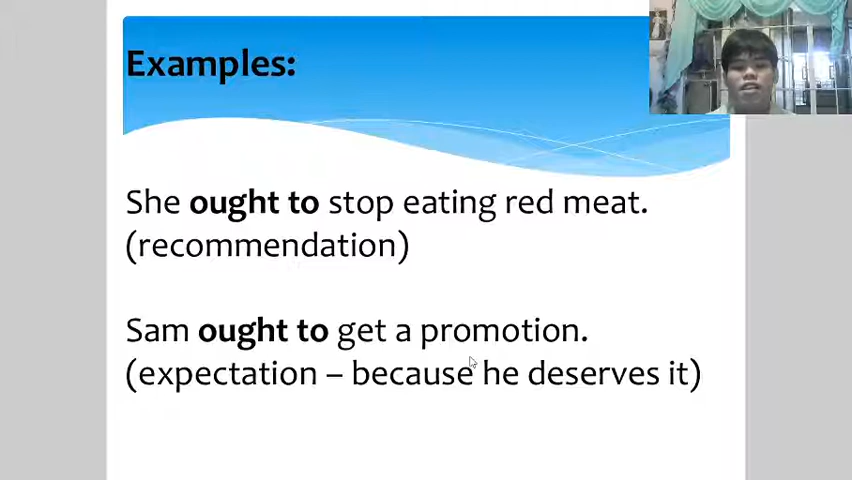 Examples:
She ought to stop eating red meat.
(recommendation)
Sam ought to get a promotion.
(expectation – because he deserves it)